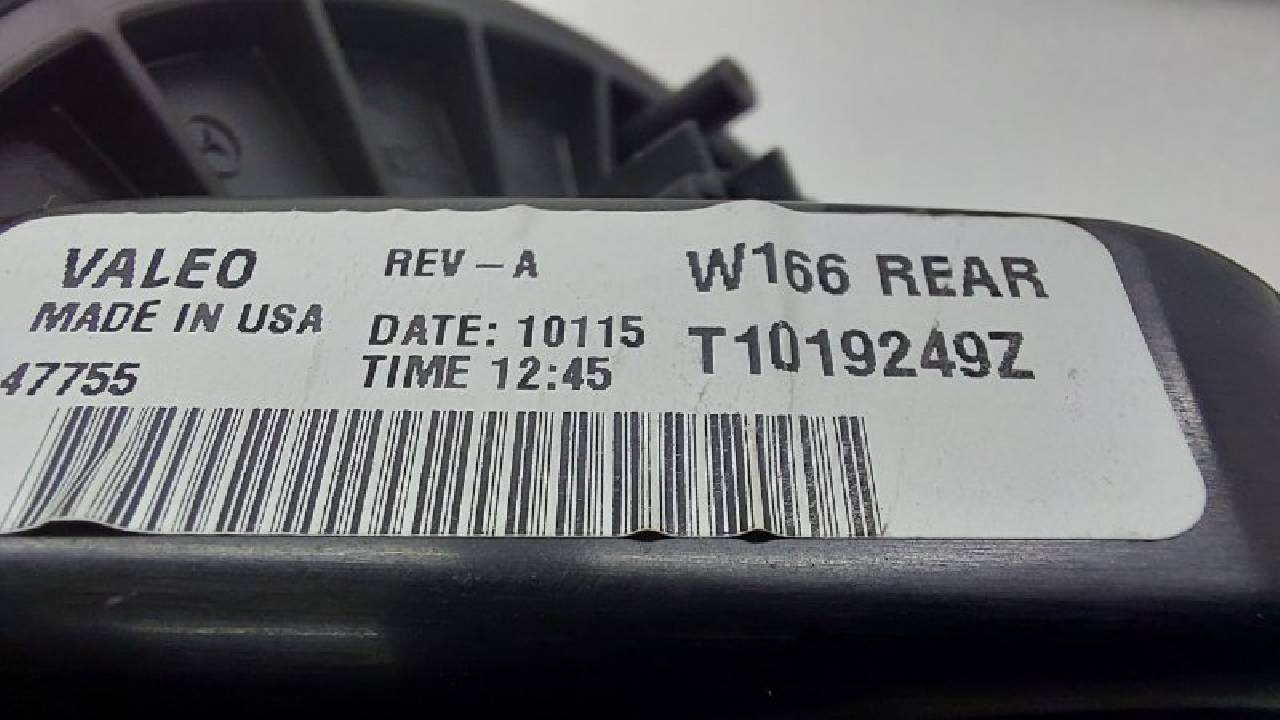 VALEO
MADE IN USA
47755
REV-A
DATE: 10115
TIME 12:45
W166 REAR
T1019249Z